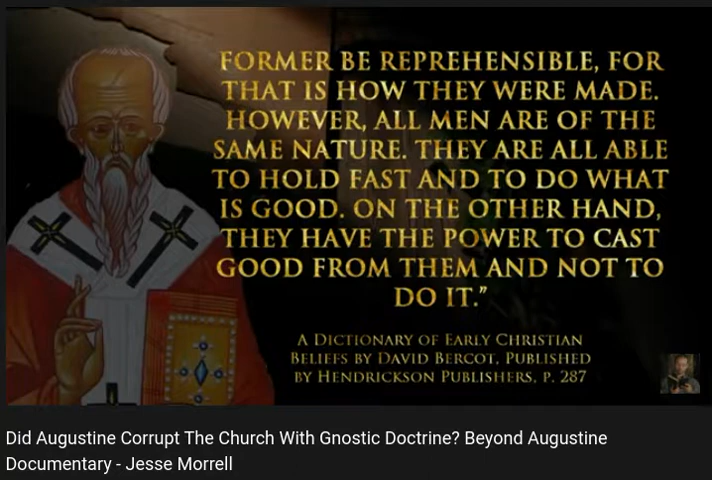 FORMER BE REPREHENSIBLE, FOR
THAT IS HOW THEY WERE MADE.
HOWEVER, ALL MEN ARE OF THE
SAME NATURE. THEY ARE ALL ABLE
TO HOLD FAST AND TO DO WHAT
IS GOOD. ON THE OTHER HAND,
THEY HAVE THE POWER TO CAST
GOOD FROM THEM AND NOT TO
DO IT.”
A DICTIONARY OF EARLY CHRISTIAN
BELIEFS BY DAVID BERCOT, PUBLISHED
BY HENDRICKSON PUBLISHERS, P. 287
Did Augustine Corrupt The Church With Gnostic Doctrine? Beyond Augustine
Documentary - Jesse Morrell